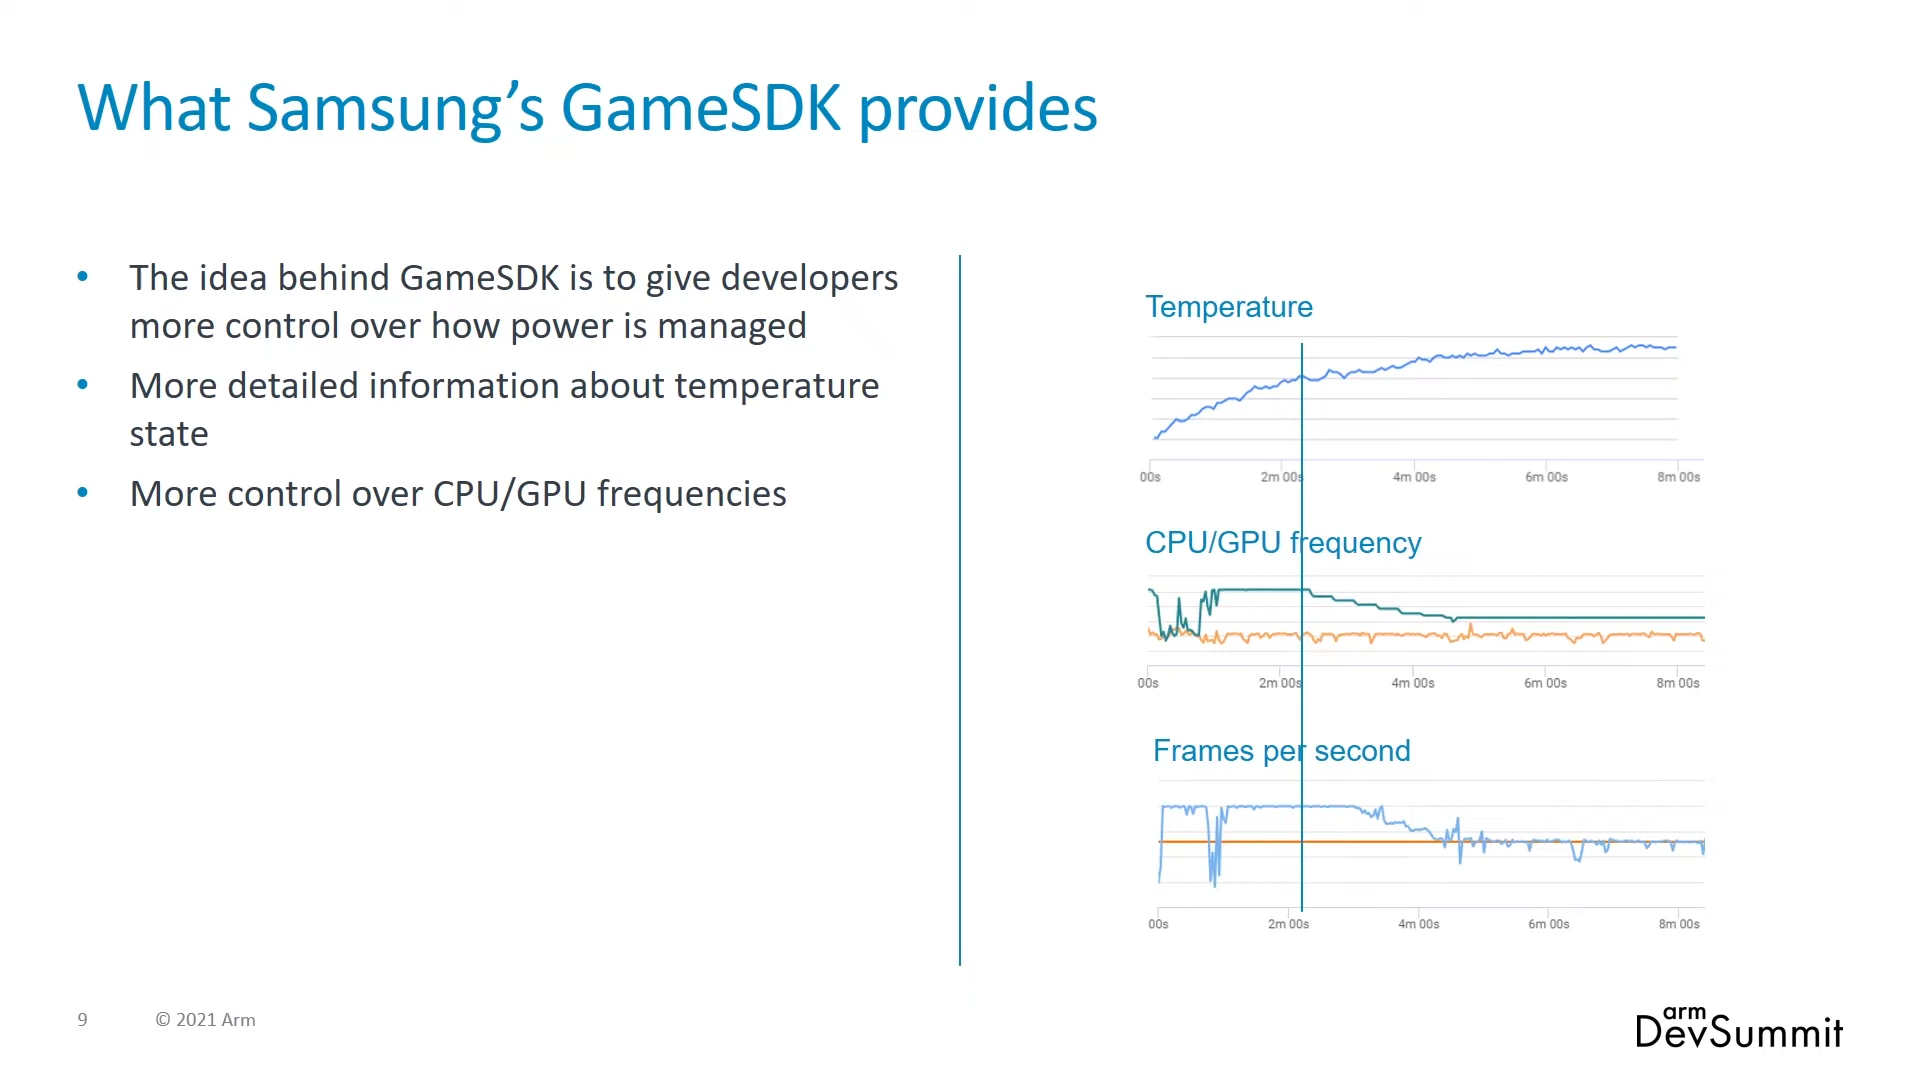 What Samsung’s GameSDK provides
• The idea behind GameSDK is to give developers
more control over how power is managed
• More detailed information about temperature
state
• More control over CPU/GPU frequencies
Temperature
00s 2m 00s 4m 00s 6m 00s 8m 00s
CPU/GPU frequency
00s 2m 00s 4m 00s 6m 00s 8m 00s
Frames per second
00s 2m 00s 4m 00s 6m 00s 8m 00s
9 © 2021 Arm
arm
DevSummit